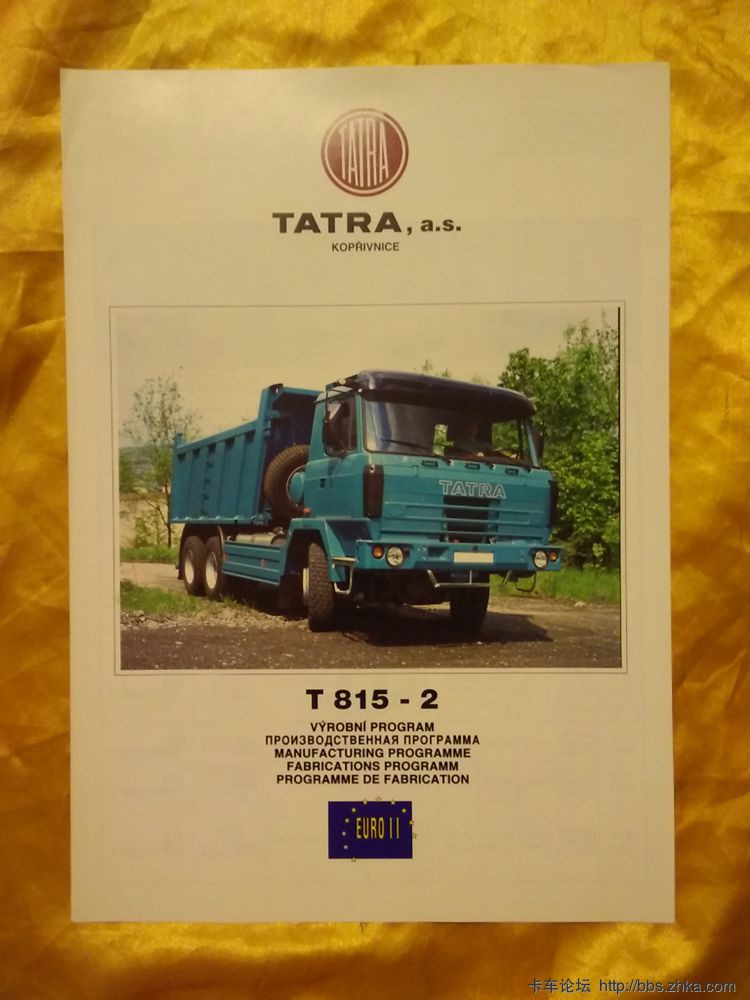 TATRA
TATRA, a.s.
KOPŘIVNICE
TATRA
T 815 - 2
VÝROBNÍ PROGRAM
ПРОИЗВОДСТВЕННАЯ ПРОГРАММА
MANUFACTURING PROGRAMME
FABRICATIONS PROGRAMM
PROGRAMME DE FABRICATION
EURO II
卡车论坛 http://bbs.zhka.com